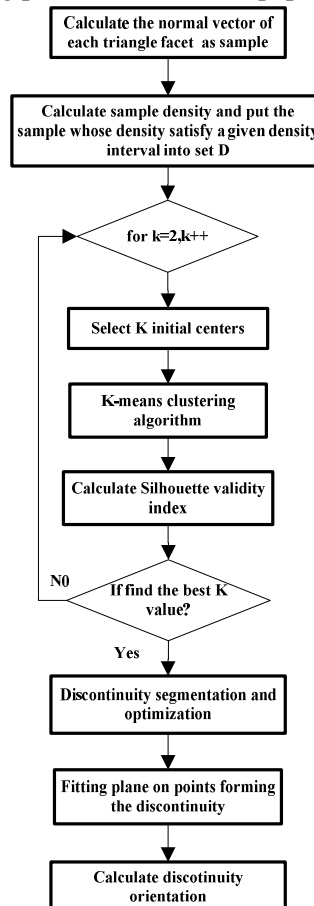 Calculate the normal vector of
each triangle facet as sample
Calculate sample density and put the
sample whose density satisfy a given density
interval into set D
for k=2,k++
Select K initial centers
K-means clustering
algorithm
Calculate Silhouette validity
index
If find the best K
value?
N0
Yes
Discontinuity segmentation and
optimization
Fitting plane on points forming
the discontinuity
Calculate discotinuity
orientation